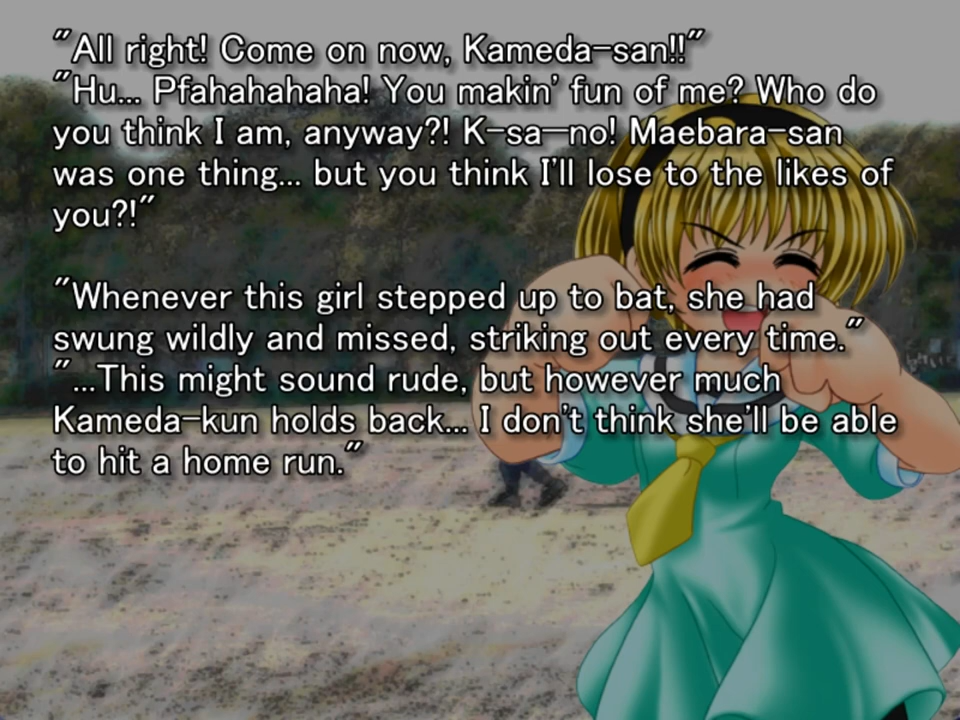 "All right! Come on now, Kameda-san!!"
"Hu... Pfahahahaha! You makin' fun of me? Who do
you think I am, anyway?! K-sa—no! Maebara-san
was one thing... but you think I'll lose to the likes of
you?!"
"Whenever this girl stepped up to bat, she had
swung wildly and missed, striking out every time."
"...This might sound rude, but however much
Kameda-kun holds back... I don't think she'll be able
to hit a home run."